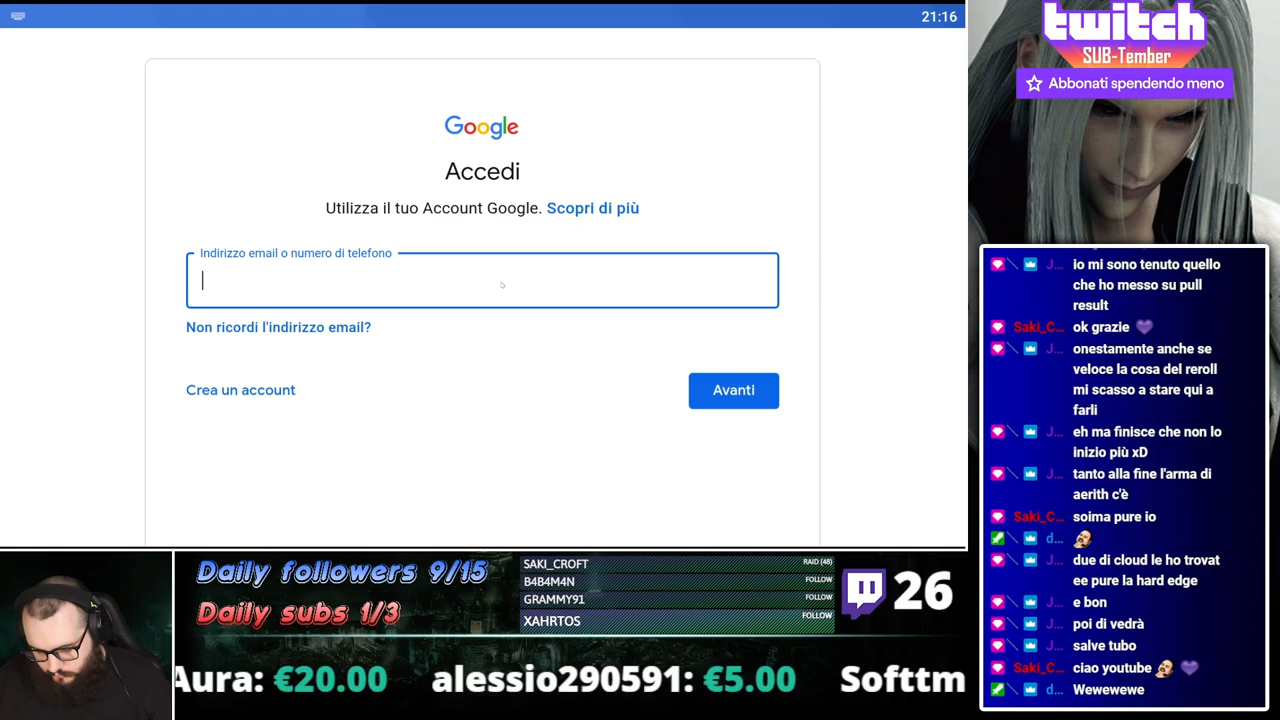 21:16
Google
Accedi
Utilizza il tuo Account Google. Scopri di più
Indirizzo email o numero di telefono
Non ricordi l'indirizzo email?
Crea un account
Avanti
twitch
SUB-Tember
Abbonati spendendo meno
J... io mi sono tenuto quello
che ho messo su pull
result
Saki_C... ok grazie
J... onestamente anche se
veloce la cosa del reroll
mi scasso a stare qui a
farli
J... eh ma finisce che non lo
inizio più xD
J... tanto alla fine l'arma di
aerith c'è
Saki_C... soima pure io
d...
J... due di cloud le ho trovat
ee pure la hard edge
J... e bon
J... poi di vedrà
J... salve tubo
Saki_C... ciao youtube
d... Wewewewe
Daily followers 9/15
Daily subs 1/3
SAKI_CROFT RAID (48)
B4B4M4N FOLLOW
GRAMMY91 FOLLOW
XAHRTOS FOLLOW
26
Aura: €20.00 alessio290591: €5.00 Softtm